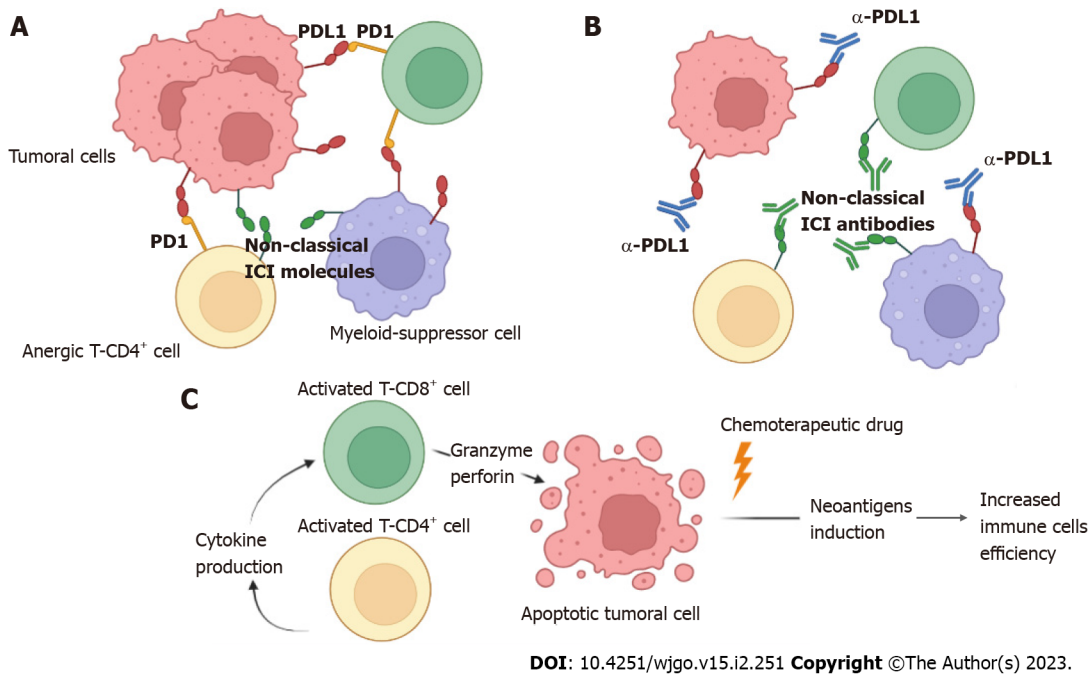 A
PDL1 PD1
Tumoral cells
PD1
Non-classical
ICI molecules
Anergic T-CD4⁺ cell
Myeloid-suppressor cell
B
α-PDL1
α-PDL1
Non-classical
ICI antibodies
α-PDL1
C
Activated T-CD8⁺ cell
Granzyme
perforin
Activated T-CD4⁺ cell
Cytokine
production
Apoptotic tumoral cell
Chemoterapeutic drug
Neoantigens
induction
Increased
immune cells
efficiency
DOI: 10.4251/wjgo.v15.i2.251 Copyright ©The Author(s) 2023.